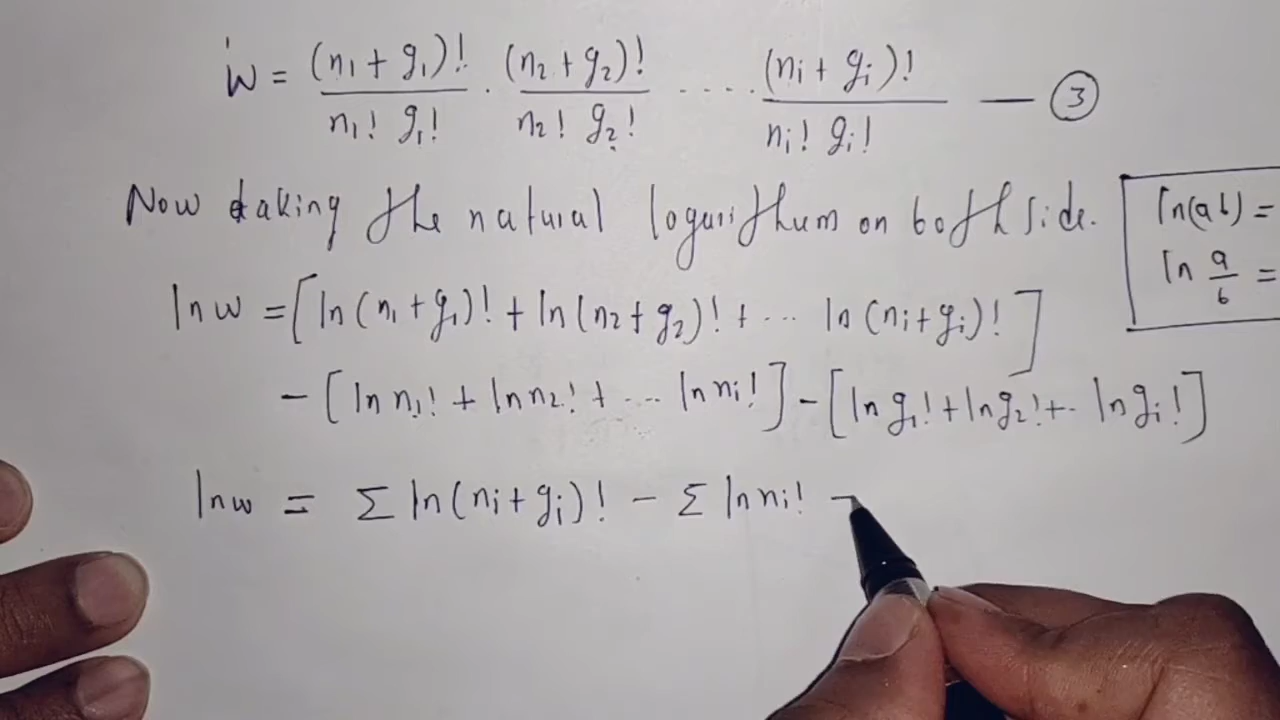 W = (n₁ + g₁)! / n₁! g₁! · (n₂ + g₂)! / n₂! g₂! ..... (nᵢ + gᵢ)! / nᵢ! gᵢ! — ③
Now taking the natural logarithum on both side.
ln(ab) =
ln a/b =
ln w = [ln (n₁ + g₁)! + ln (n₂ + g₂)! + ... ln (nᵢ + gᵢ)!]
- [ln n₁! + ln n₂! + ... ln nᵢ!] - [ln g₁! + ln g₂! + .. ln gᵢ!]
ln w = Σ ln (nᵢ + gᵢ)! - Σ ln nᵢ! -